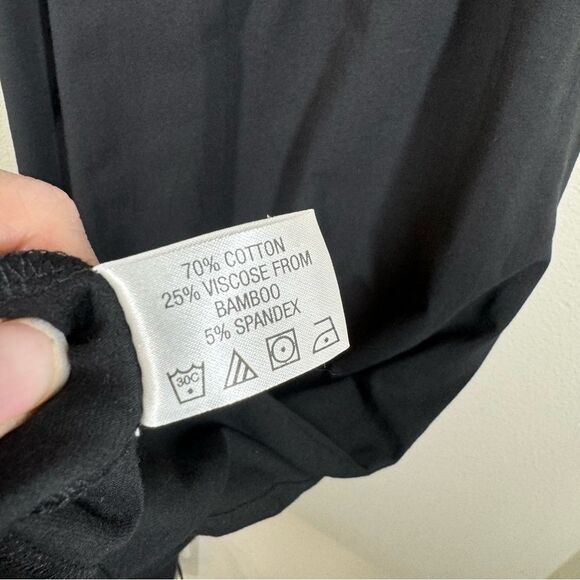 70% COTTON
25% VISCOSE FROM
BAMBOO
5% SPANDEX
30C